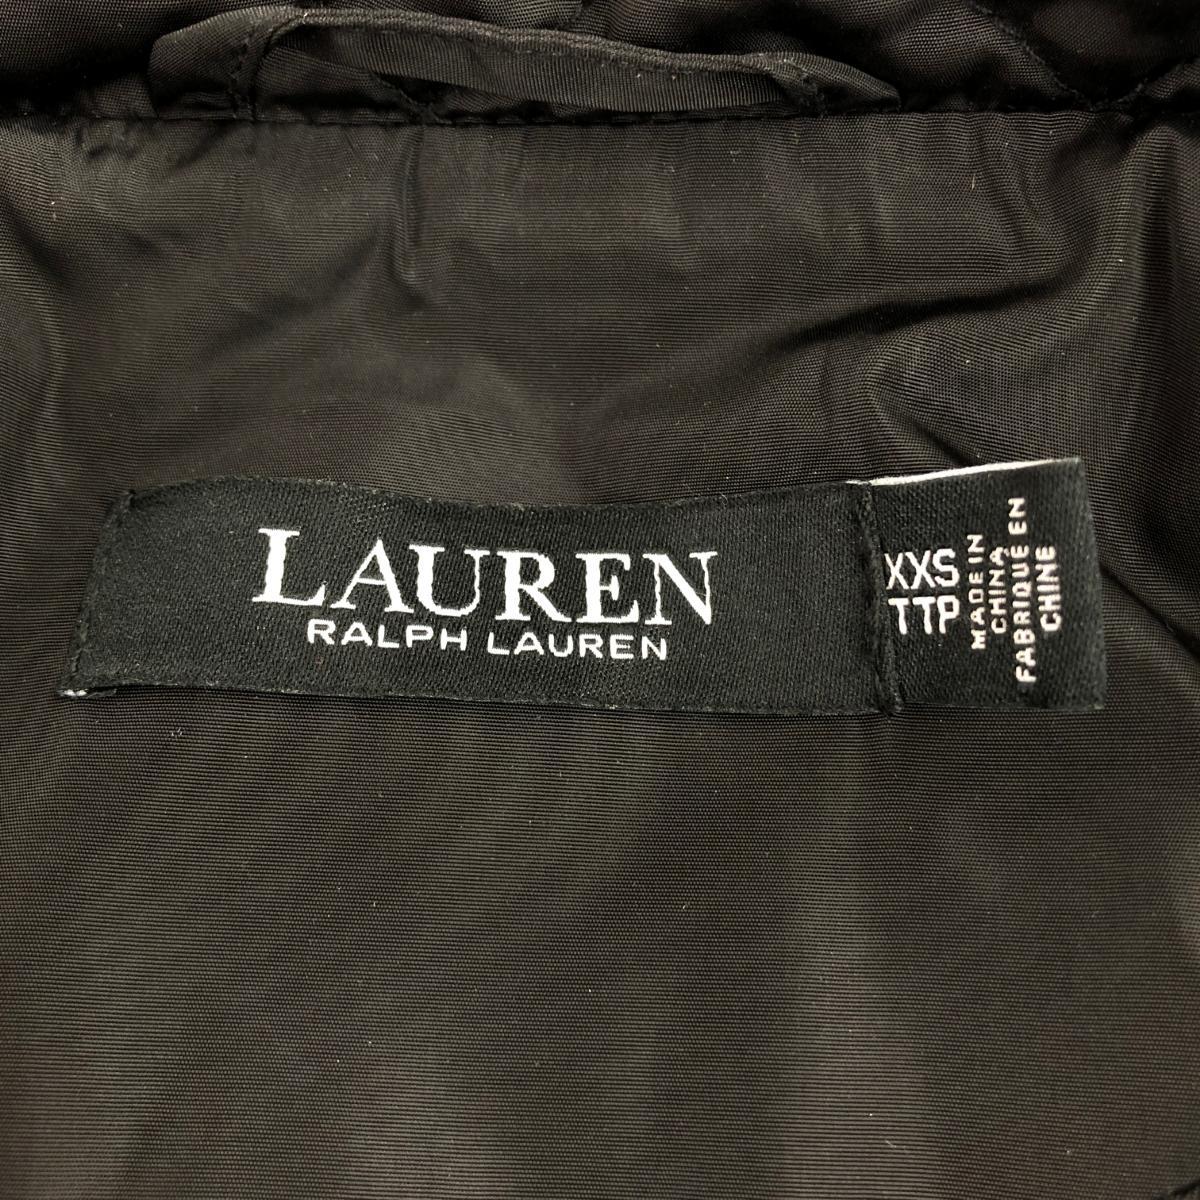 LAUREN
RALPH LAUREN
XXS
TTP
MADE IN
CHINA
FABRIQUÉ EN
CHINE